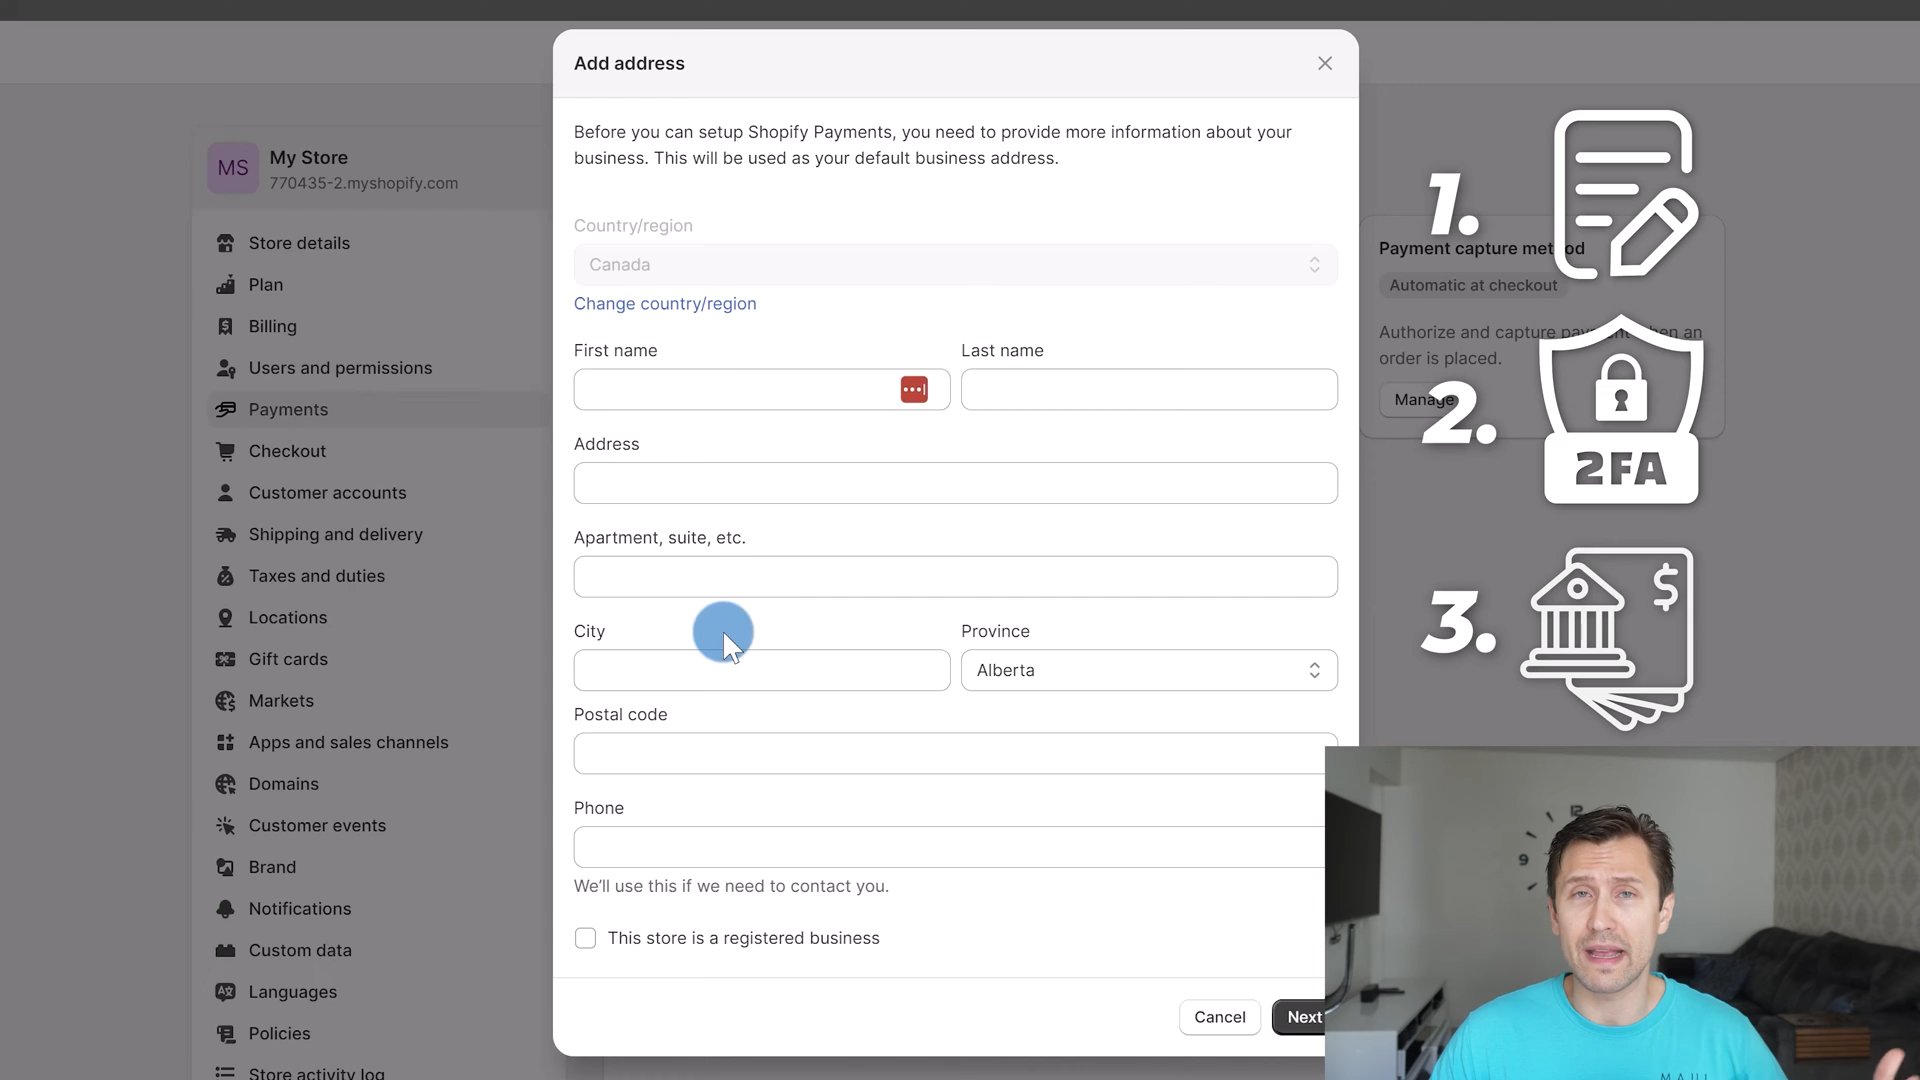 Add address
Before you can setup Shopify Payments, you need to provide more information about your
business. This will be used as your default business address.
MS
My Store
770435-2.myshopify.com
Store details
Plan
Billing
Users and permissions
Payments
Checkout
Customer accounts
Shipping and delivery
Taxes and duties
Locations
Gift cards
Markets
Apps and sales channels
Domains
Customer events
Brand
Notifications
Custom data
Languages
Policies
Store activity log
Country/region
Canada
Change country/region
First name
Last name
Address
Apartment, suite, etc.
City
Province
Alberta
Postal code
Phone
We'll use this if we need to contact you.
This store is a registered business
Cancel
Next
Payment capture method
Automatic at checkout
Authorize and capture payment when an
order is placed.
Manage
1.
2.
2FA
3.
$
12
9